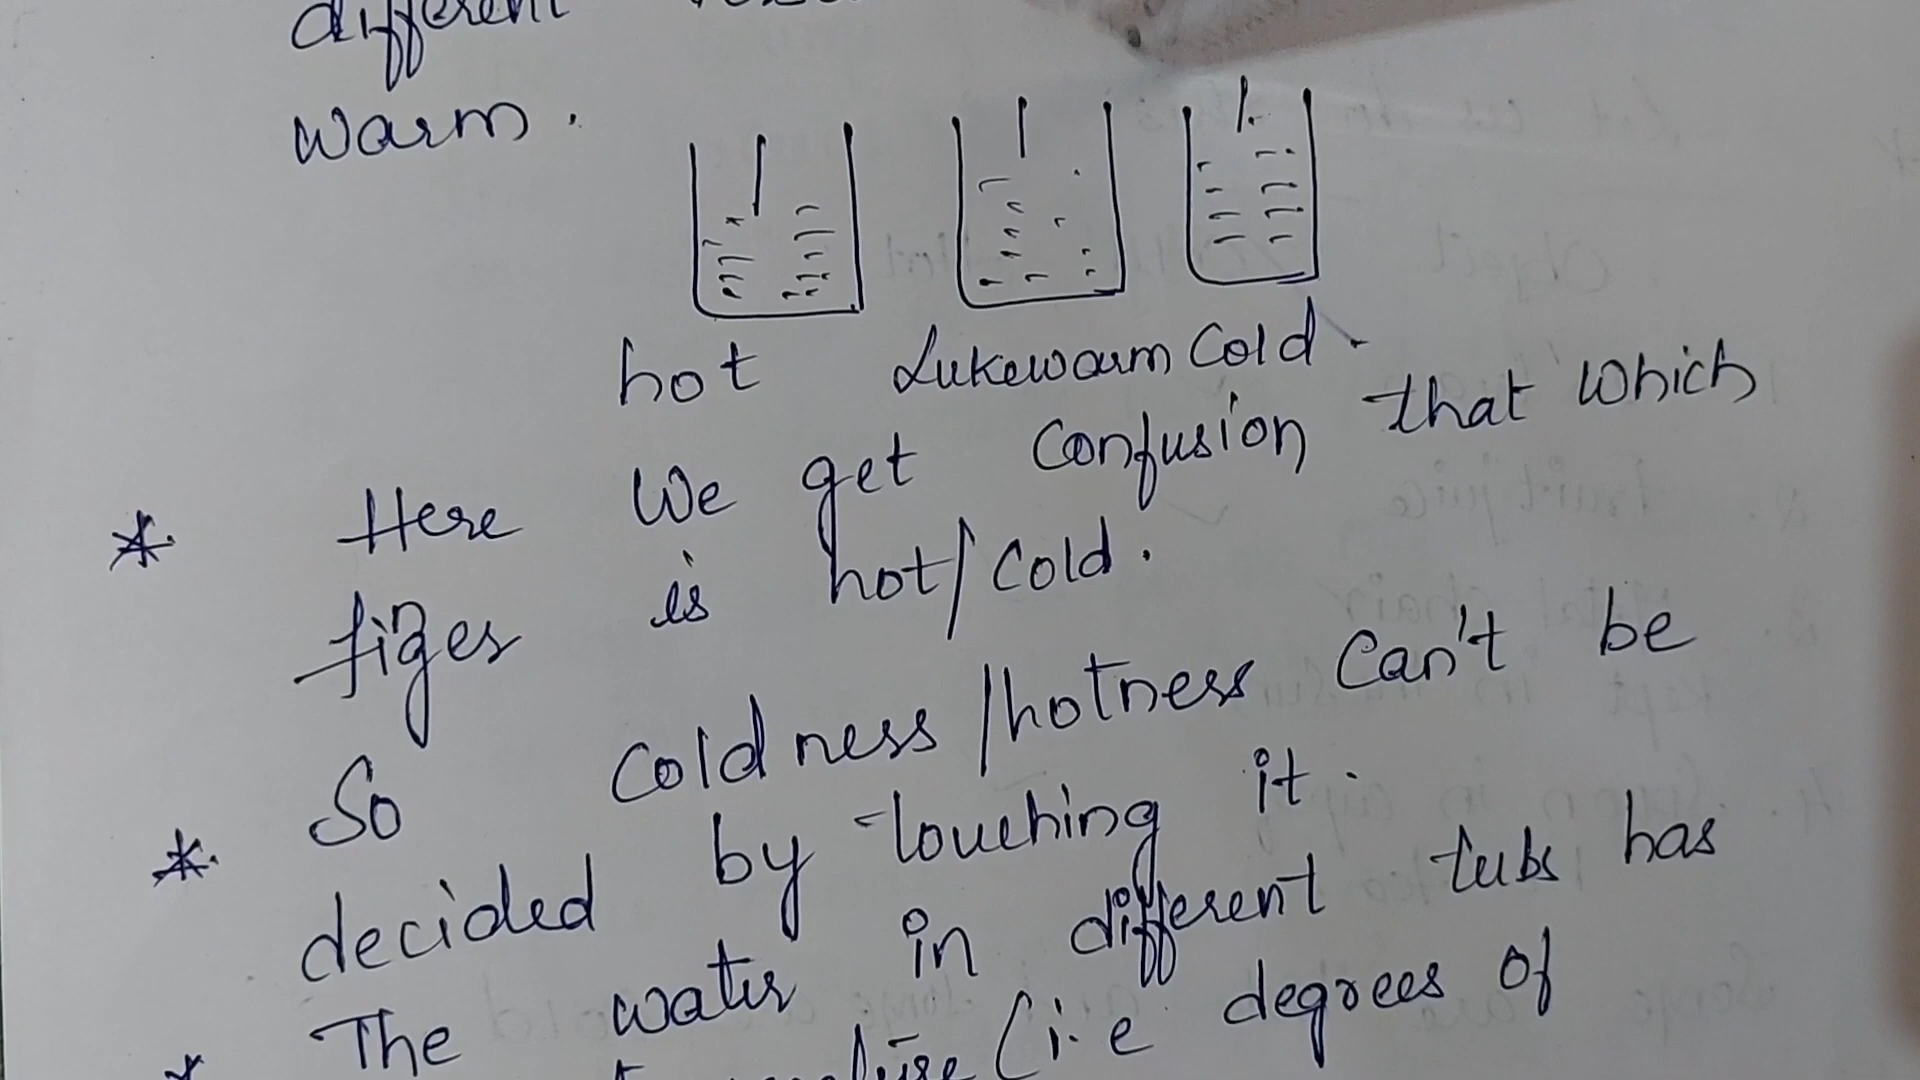 different
warm.
hot Lukewarm Cold.
* Here we get confusion that which
figes is hot/cold.
* So coldness/hotness can't be
decided by touching it.
* The water in different tubs has
(i.e degrees of